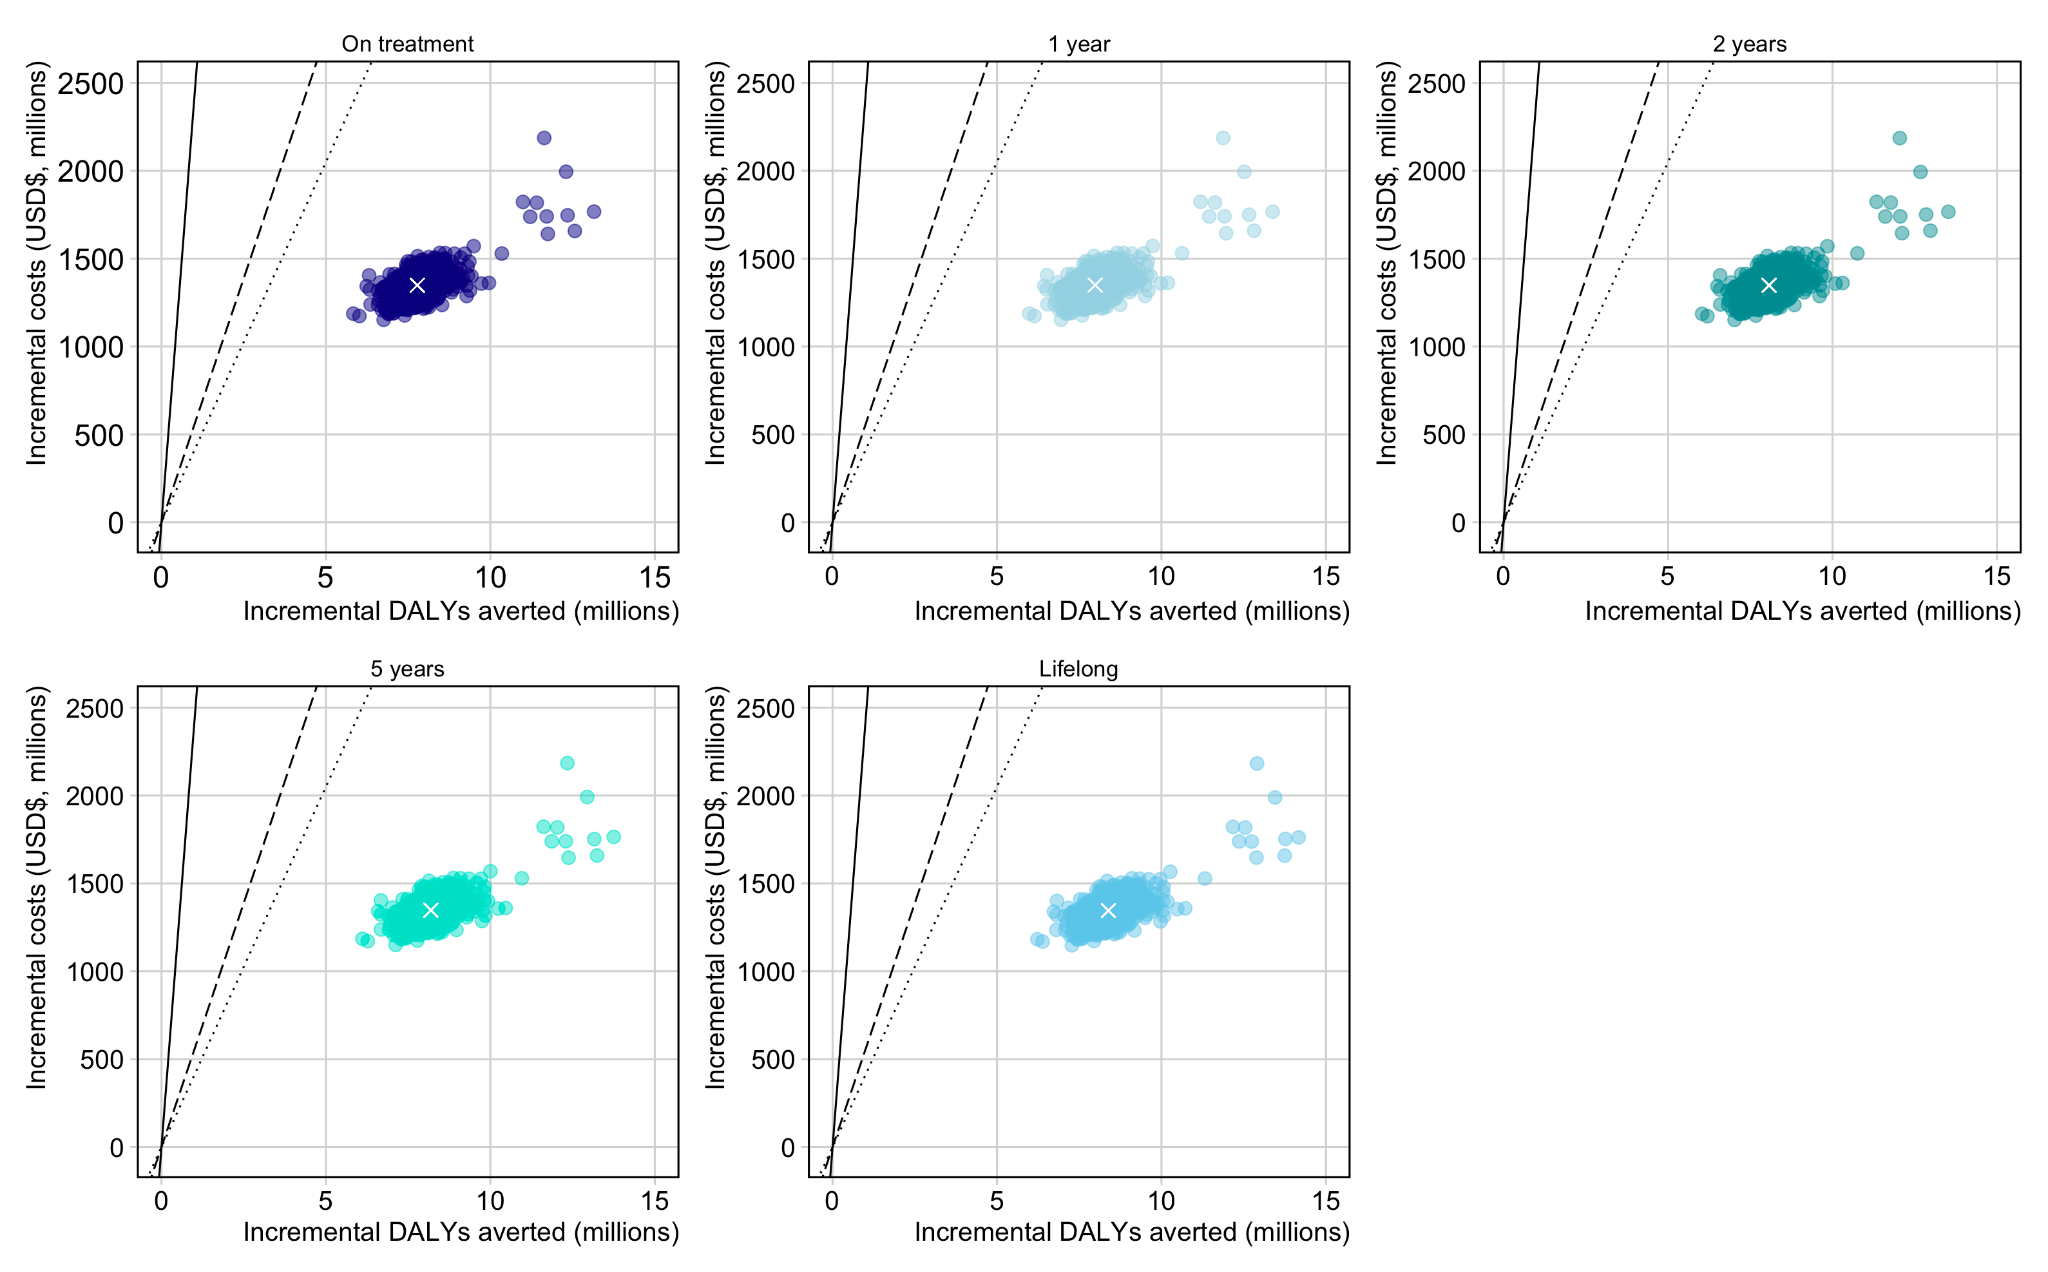 On treatment
Incremental costs (USD$, millions)
2500
2000
1500
1000
500
0
0 5 10 15
Incremental DALYs averted (millions)
1 year
Incremental costs (USD$, millions)
2500
2000
1500
1000
500
0
0 5 10 15
Incremental DALYs averted (millions)
2 years
Incremental costs (USD$, millions)
2500
2000
1500
1000
500
0
0 5 10 15
Incremental DALYs averted (millions)
5 years
Incremental costs (USD$, millions)
2500
2000
1500
1000
500
0
0 5 10 15
Incremental DALYs averted (millions)
Lifelong
Incremental costs (USD$, millions)
2500
2000
1500
1000
500
0
0 5 10 15
Incremental DALYs averted (millions)